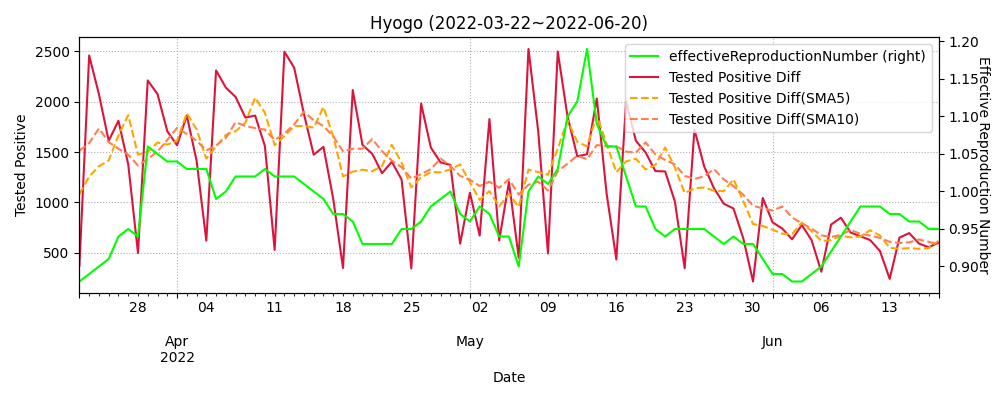 Hyogo (2022-03-22~2022-06-20)
effectiveReproductionNumber (right)
Tested Positive Diff
Tested Positive Diff(SMA5)
Tested Positive Diff(SMA10)
Tested Positive
2500
2000
1500
1000
500
1.20
1.15
1.10
1.05
1.00
0.95
0.90
Effective Reproduction Number
28 04 11 18 25 02 09 16 23 30 06 13
Apr May Jun
2022
Date